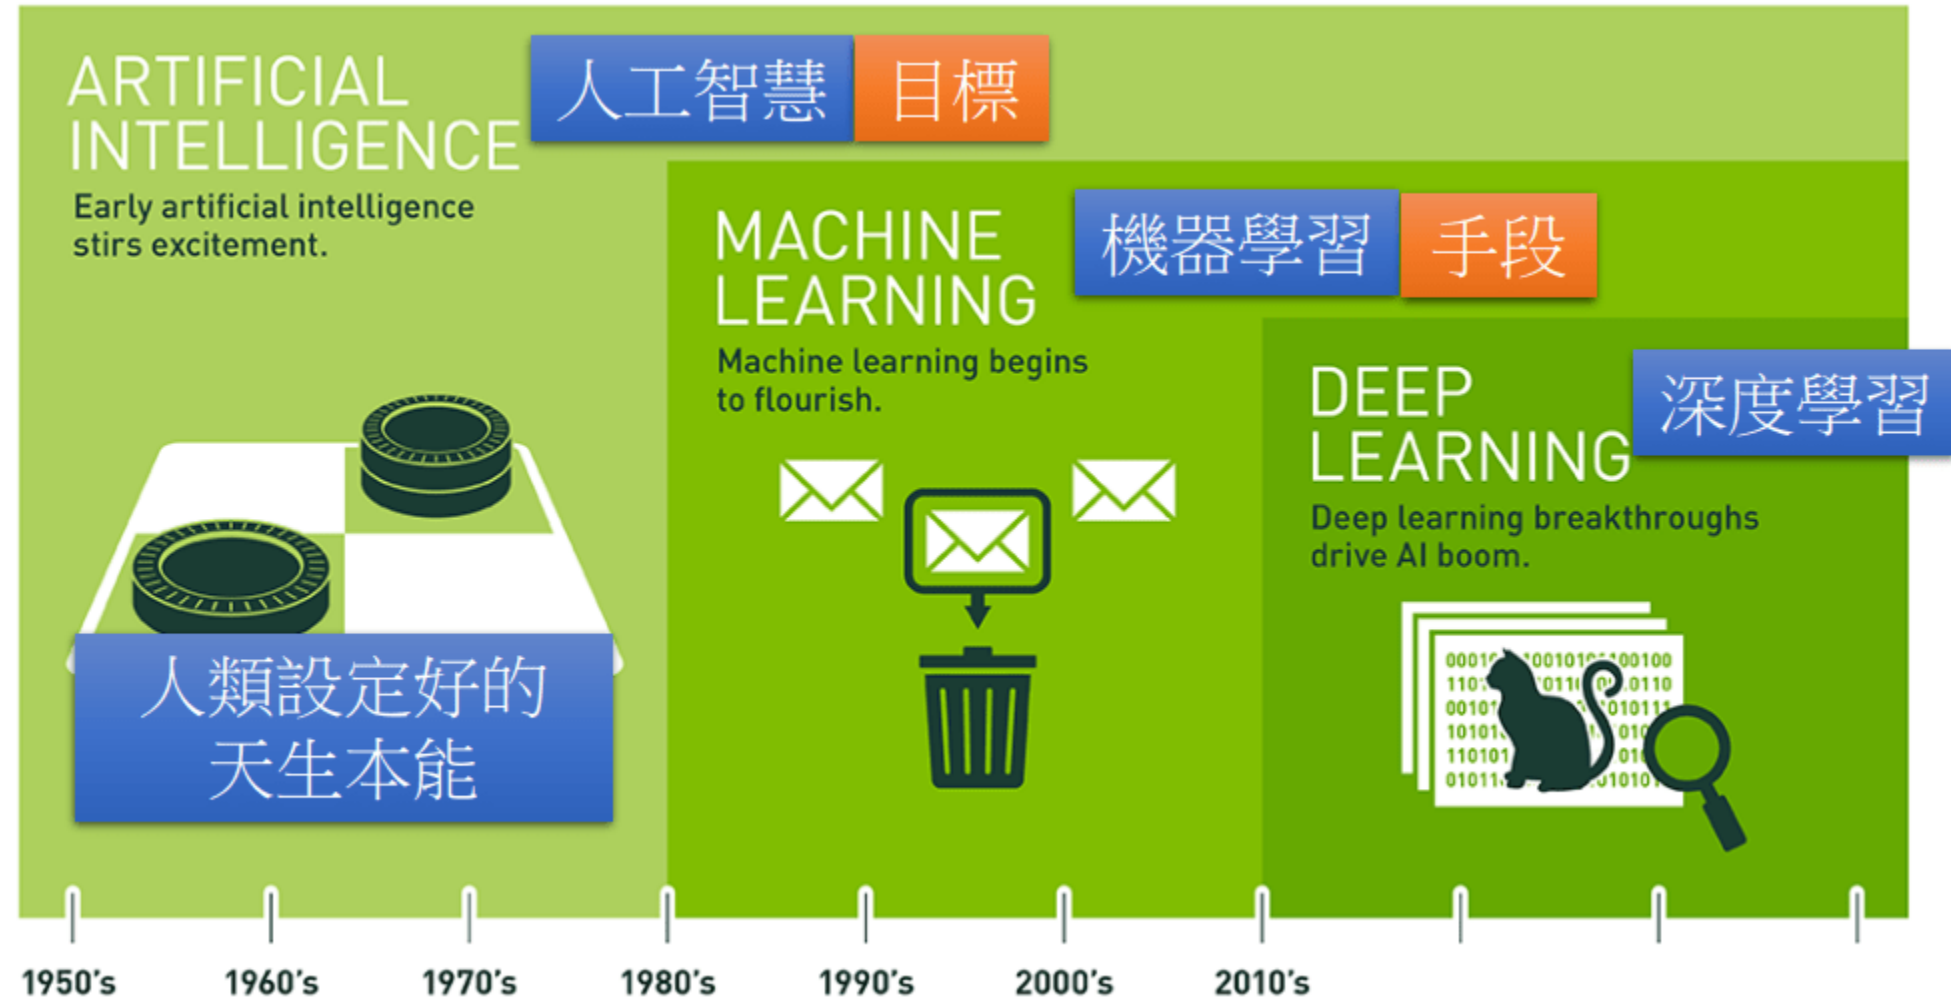 ARTIFICIAL
INTELLIGENCE
人工智慧 目標
Early artificial intelligence
stirs excitement.
人類設定好的
天生本能
MACHINE
LEARNING
機器學習 手段
Machine learning begins
to flourish.
DEEP
LEARNING
深度學習
Deep learning breakthroughs
drive AI boom.
1950's 1960's 1970's 1980's 1990's 2000's 2010's